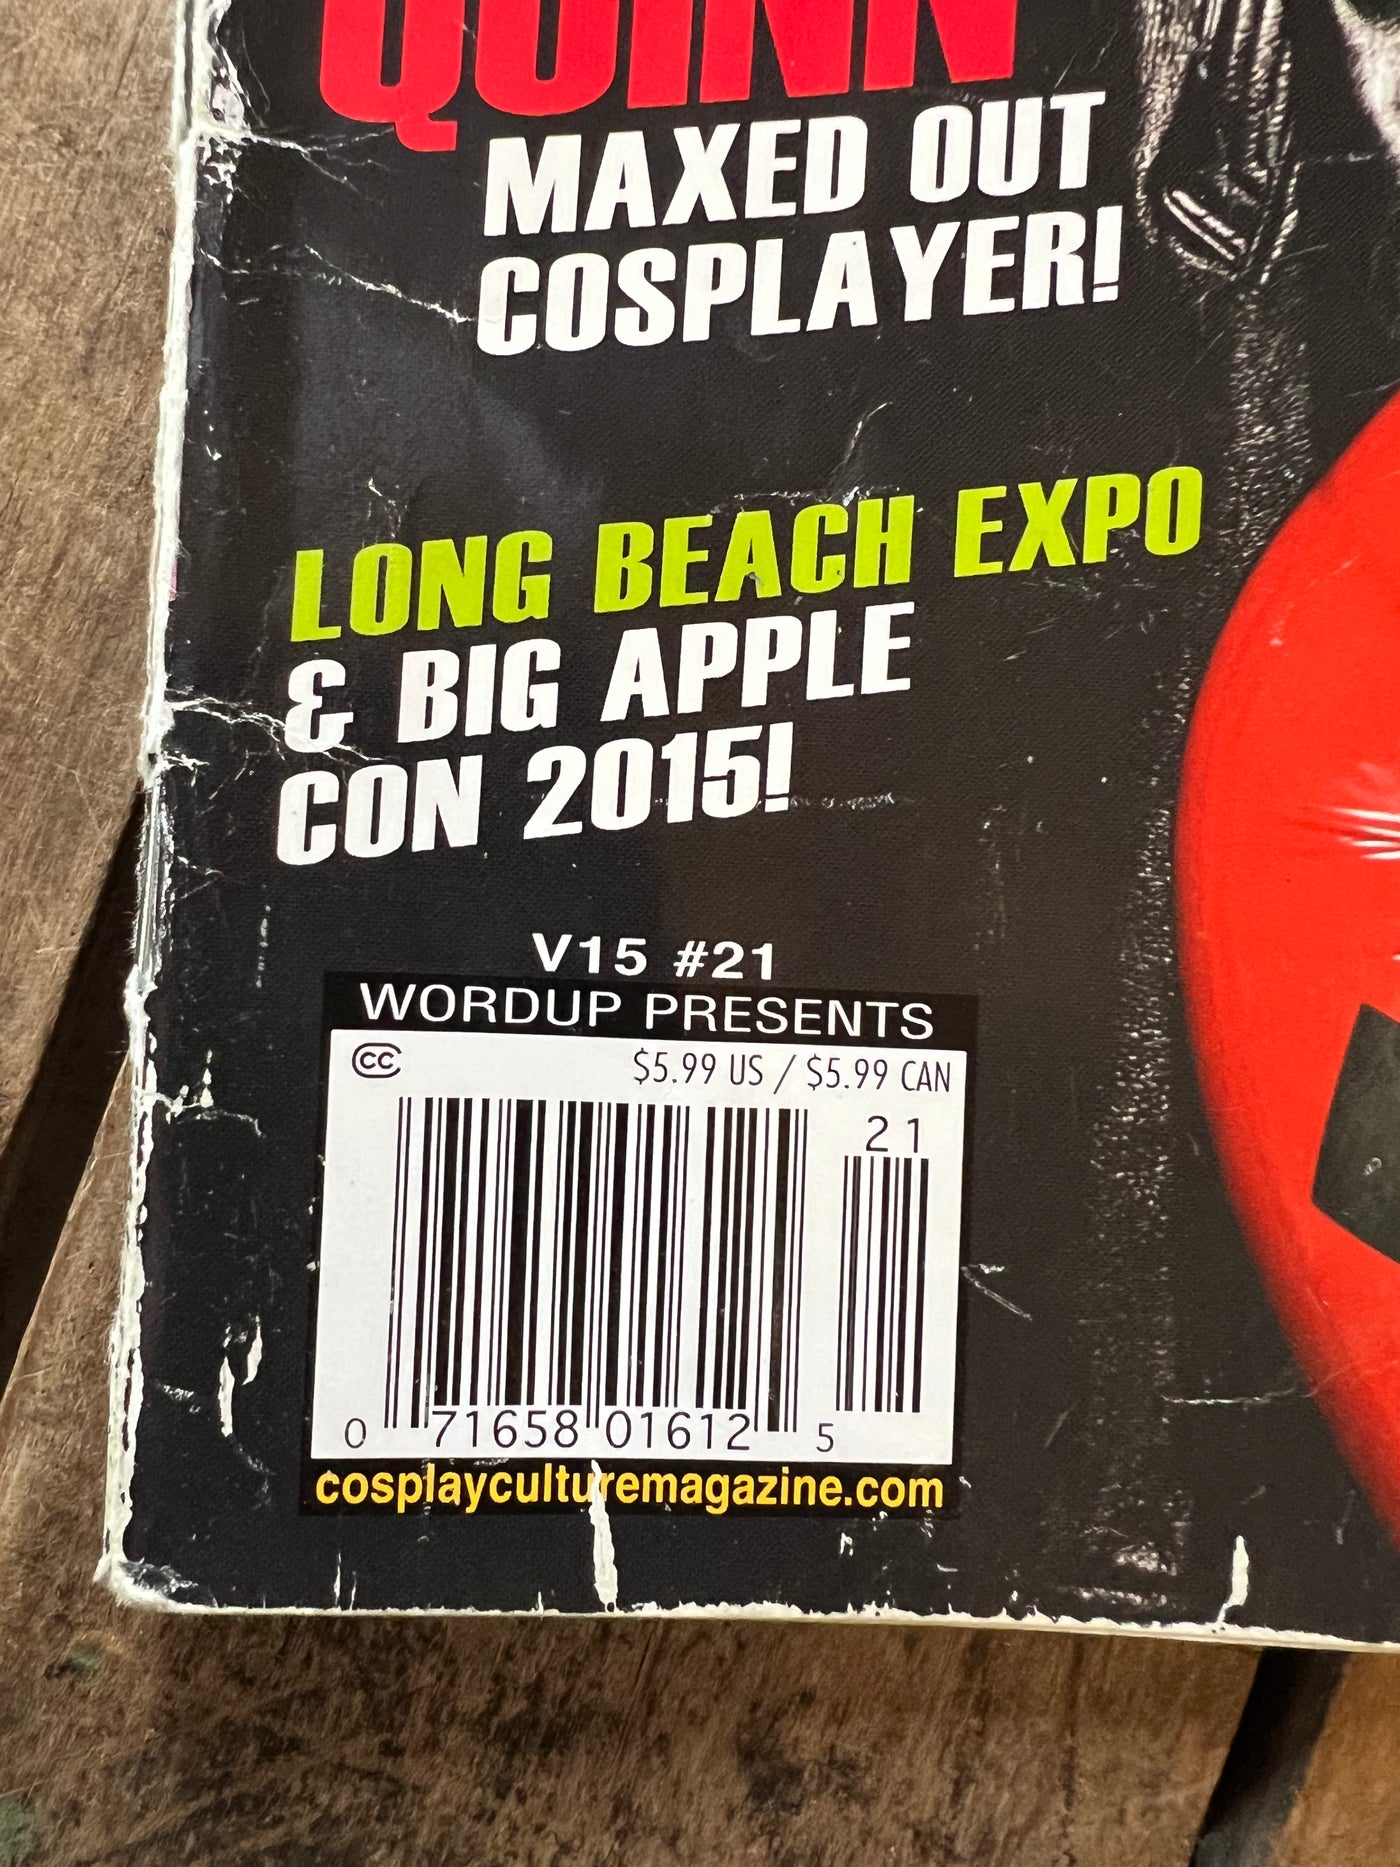 QUINN
MAXED OUT
COSPLAYER!
LONG BEACH EXPO
& BIG APPLE
CON 2015!
V15 #21
WORDUP PRESENTS
CC $5.99 US / $5.99 CAN
21
0 71658 01612 5
cosplayculturemagazine.com